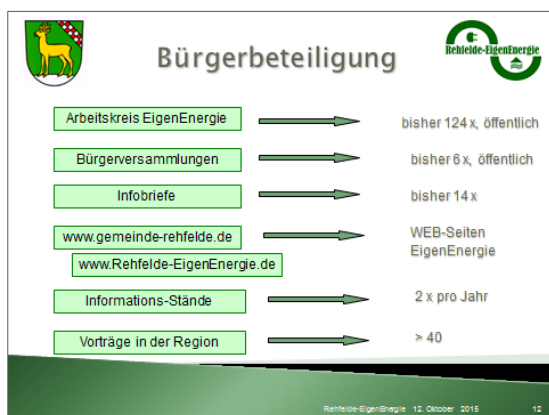 Bürgerbeteiligung
Rehfelde-EigenEnergie
Arbeitskreis EigenEnergie
bisher 124 x, öffentlich
Bürgerversammlungen
bisher 6 x, öffentlich
Infobriefe
bisher 14 x
www.gemeinde-rehfelde.de
WEB-Seiten
EigenEnergie
www.Rehfelde-EigenEnergie.de
Informations-Stände
2 x pro Jahr
Vorträge in der Region
> 40
Rehfelde-EigenEnergie 12. Oktober 2015 12